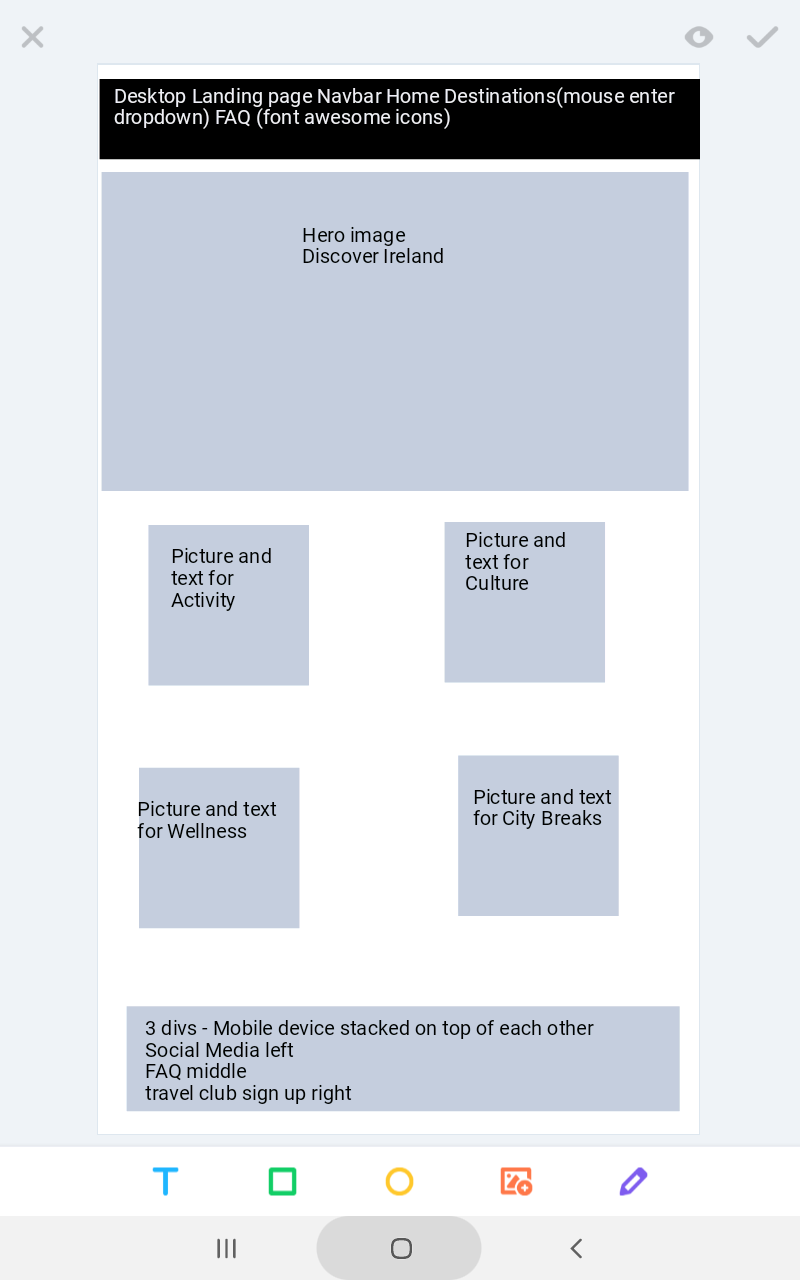 Desktop Landing page Navbar Home Destinations(mouse enter
dropdown) FAQ (font awesome icons)
Hero image
Discover Ireland
Picture and
text for
Activity
Picture and
text for
Culture
Picture and text
for Wellness
Picture and text
for City Breaks
3 divs - Mobile device stacked on top of each other
Social Media left
FAQ middle
travel club sign up right
T